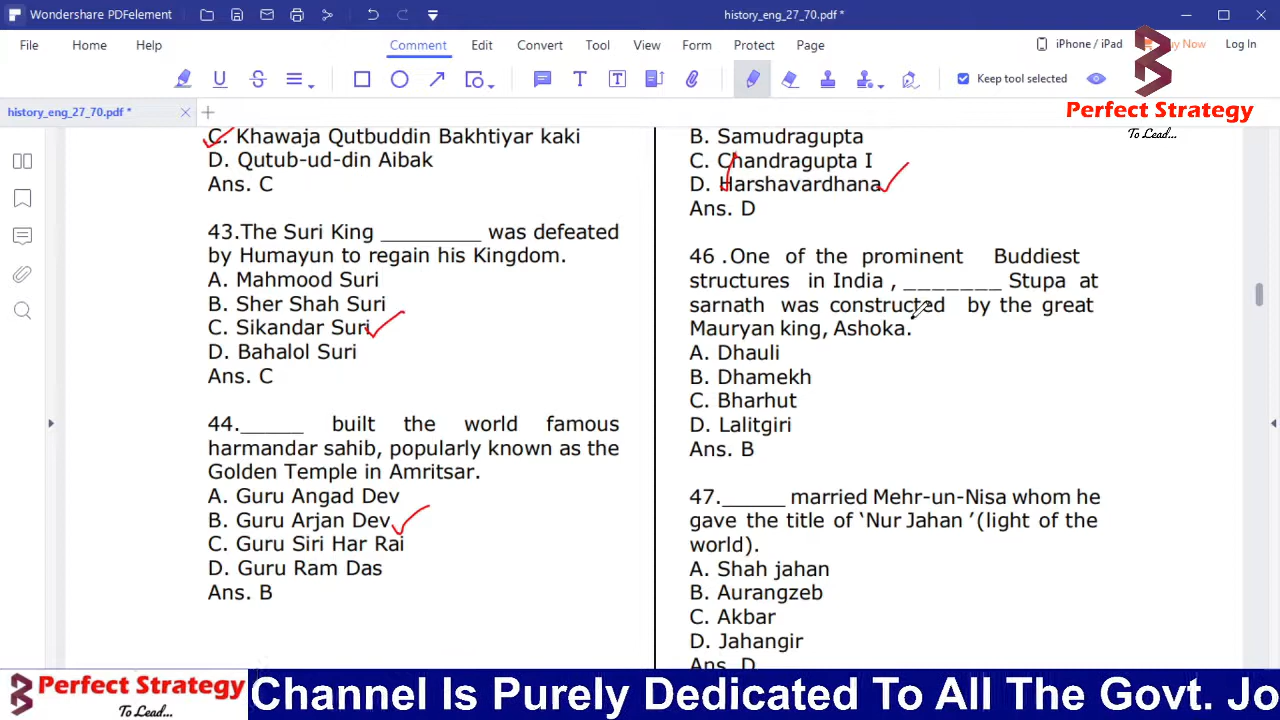 Wondershare PDFelement
history_eng_27_70.pdf *
File Home Help
Comment Edit Convert Tool View Form Protect Page
iPhone / iPad
Buy Now
Log In
Keep tool selected
Perfect Strategy
To Lead...
history_eng_27_70.pdf *
C. Khawaja Qutbuddin Bakhtiyar kaki
D. Qutub-ud-din Aibak
Ans. C
43.The Suri King _________ was defeated
by Humayun to regain his Kingdom.
A. Mahmood Suri
B. Sher Shah Suri
C. Sikandar Suri
D. Bahalol Suri
Ans. C
44._____ built the world famous
harmandar sahib, popularly known as the
Golden Temple in Amritsar.
A. Guru Angad Dev
B. Guru Arjan Dev
C. Guru Siri Har Rai
D. Guru Ram Das
Ans. B
B. Samudragupta
C. Chandragupta I
D. Harshavardhana
Ans. D
46 .One of the prominent Buddiest
structures in India , _______ Stupa at
sarnath was constructed by the great
Mauryan king, Ashoka.
A. Dhauli
B. Dhamekh
C. Bharhut
D. Lalitgiri
Ans. B
47._____ married Mehr-un-Nisa whom he
gave the title of ‘Nur Jahan ’(light of the
world).
A. Shah jahan
B. Aurangzeb
C. Akbar
D. Jahangir
Ans. D
Perfect Strategy
To Lead...
Channel Is Purely Dedicated To All The Govt. Jo